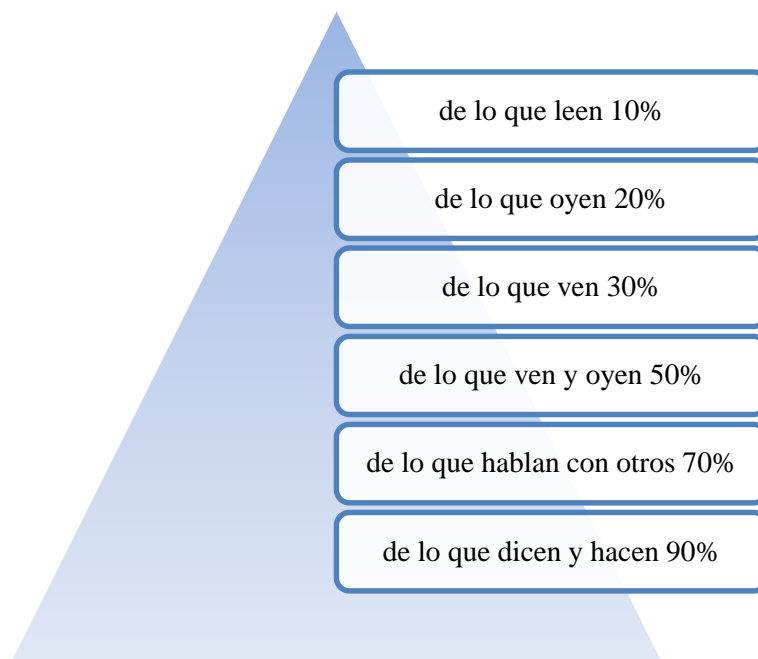 de lo que leen 10%
de lo que oyen 20%
de lo que ven 30%
de lo que ven y oyen 50%
de lo que hablan con otros 70%
de lo que dicen y hacen 90%